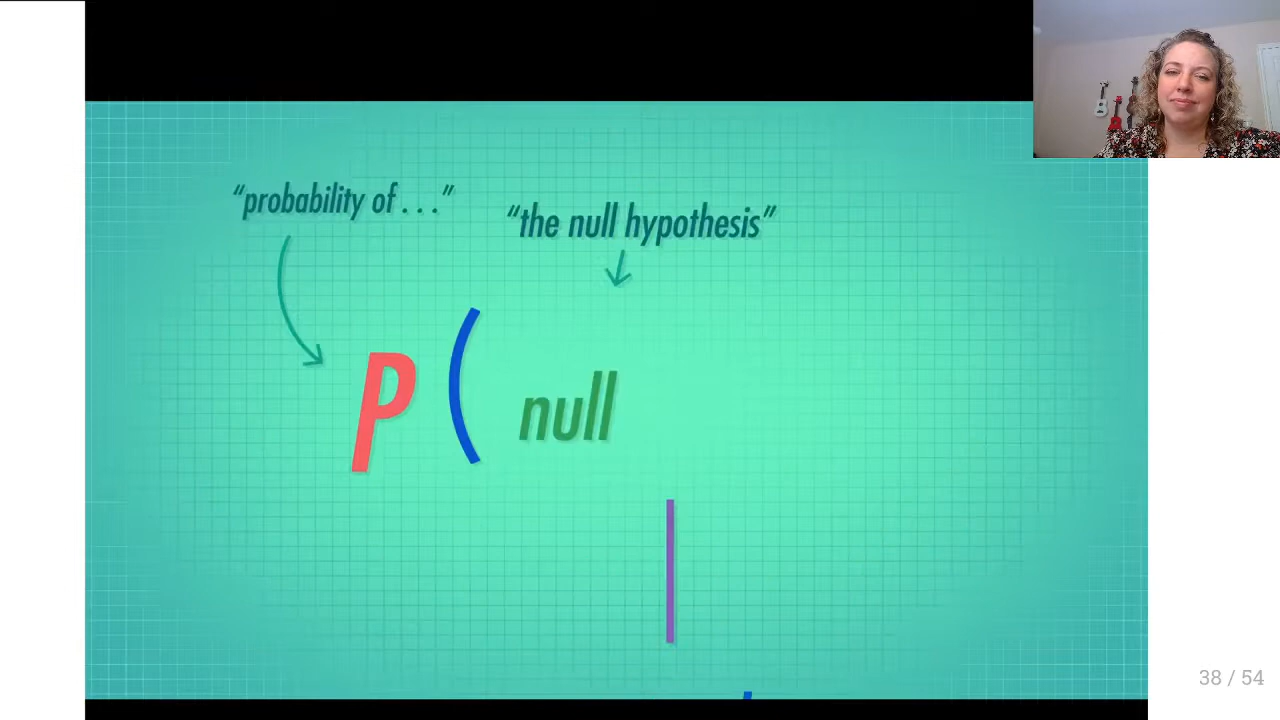 “probability of . . .”
“the null hypothesis”
P ( null |
38 / 54